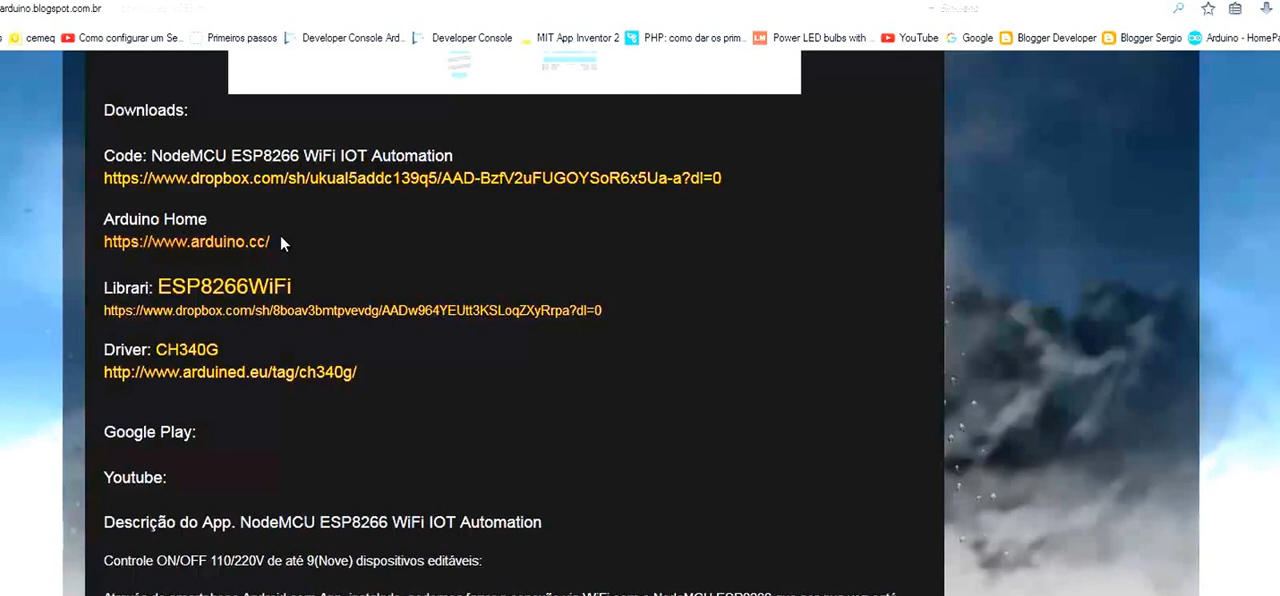 arduino.blogspot.com.br
cemeq Como configurar um Se... Primeiros passos Developer Console Ard... Developer Console MIT App Inventor 2 PHP: como dar os prim... Power LED bulbs with ... YouTube Google Blogger Developer Blogger Sergio Arduino - HomePa
Downloads:
Code: NodeMCU ESP8266 WiFi IOT Automation
https://www.dropbox.com/sh/ukual5addc139q5/AAD-BzfV2uFUGOYSoR6x5Ua-a?dl=0
Arduino Home
https://www.arduino.cc/
Librari: ESP8266WiFi
https://www.dropbox.com/sh/8boav3bmtpvevdg/AADw964YEUtt3KSLoqZXyRrpa?dl=0
Driver: CH340G
http://www.arduined.eu/tag/ch340g/
Google Play:
Youtube:
Descrição do App. NodeMCU ESP8266 WiFi IOT Automation
Controle ON/OFF 110/220V de até 9(Nove) dispositivos editáveis: